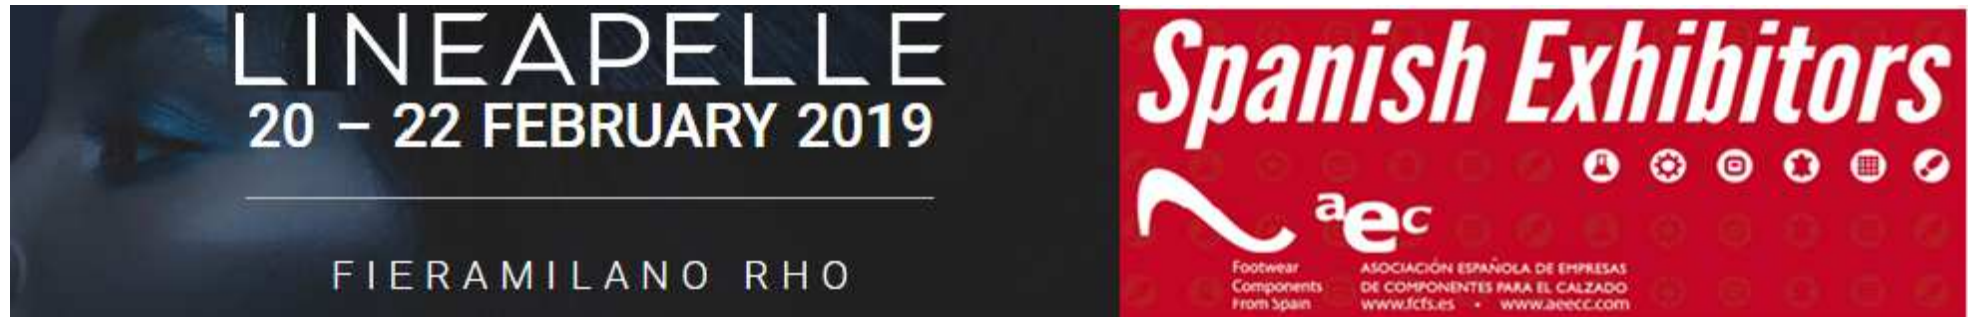 LINEAPELLE
20 – 22 FEBRUARY 2019
FIERAMILANO RHO
Spanish Exhibitors
aec
Footwear
Components
From Spain
ASOCIACIÓN ESPAÑOLA DE EMPRESAS
DE COMPONENTES PARA EL CALZADO
www.fcfs.es • www.aeecc.com